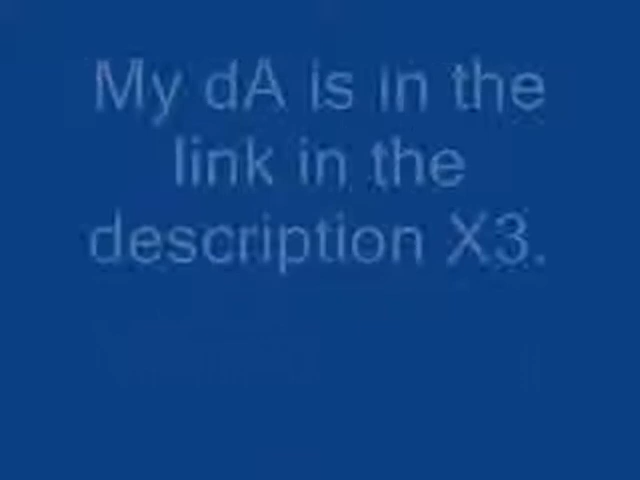 My dA is in the
link in the
description X3.